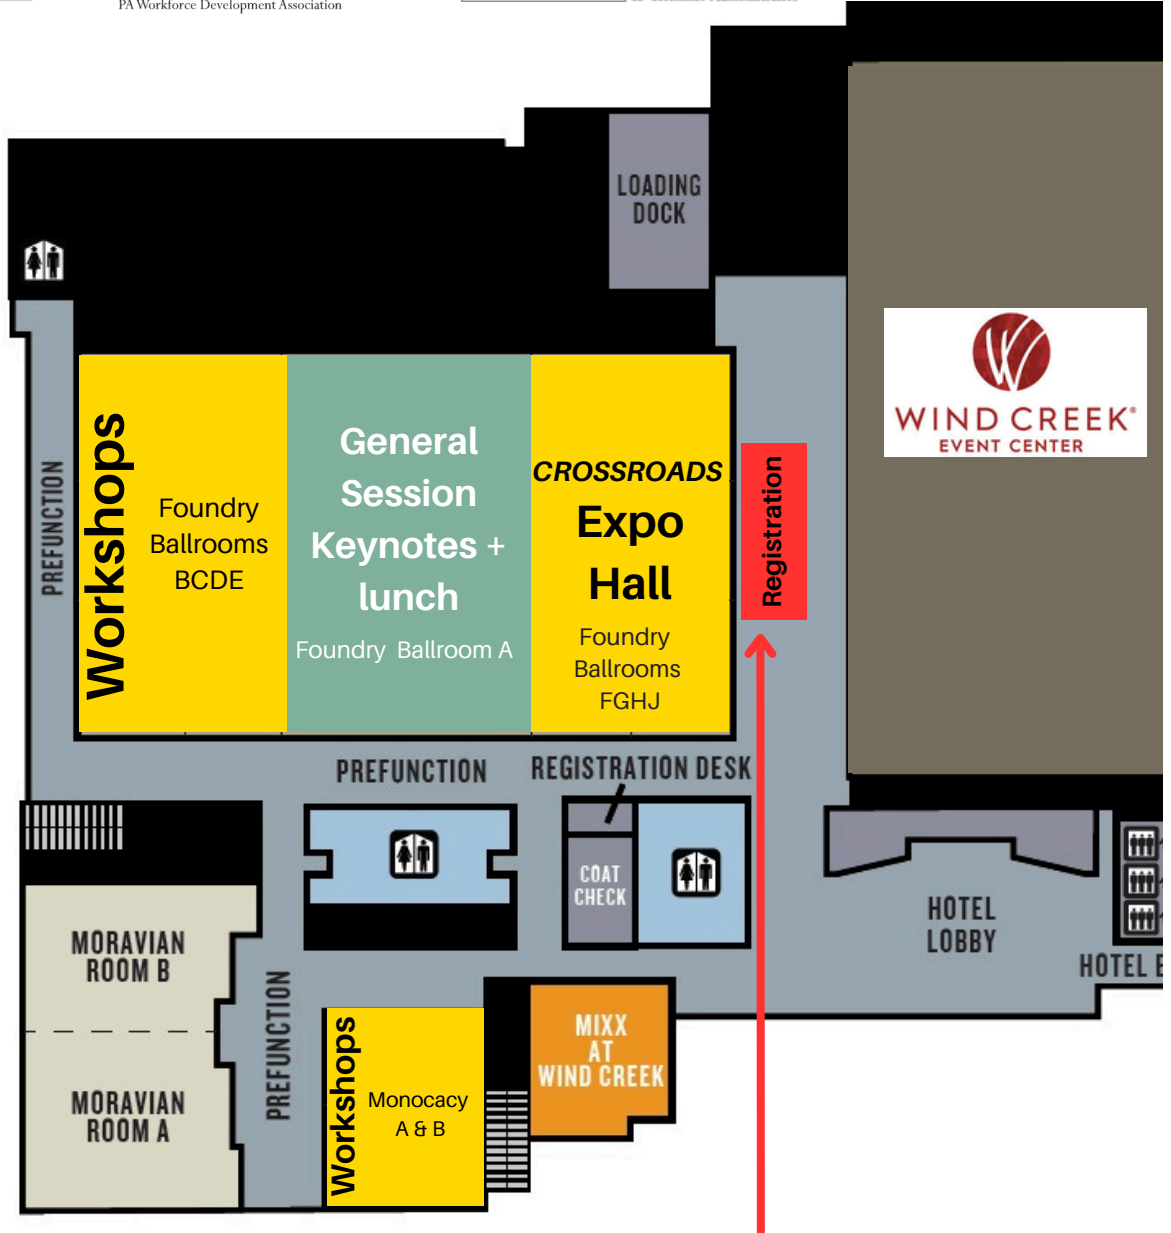 PA Workforce Development Association
LOADING
DOCK
WIND CREEK®
EVENT CENTER
PREFUNCTION
Workshops
Foundry
Ballrooms
BCDE
General
Session
Keynotes +
lunch
Foundry Ballroom A
CROSSROADS
Expo
Hall
Foundry
Ballrooms
FGHJ
Registration
PREFUNCTION
REGISTRATION DESK
COAT
CHECK
HOTEL
LOBBY
HOTEL E
MORAVIAN
ROOM B
MORAVIAN
ROOM A
PREFUNCTION
Workshops
Monocacy
A & B
MIXX
AT
WIND CREEK